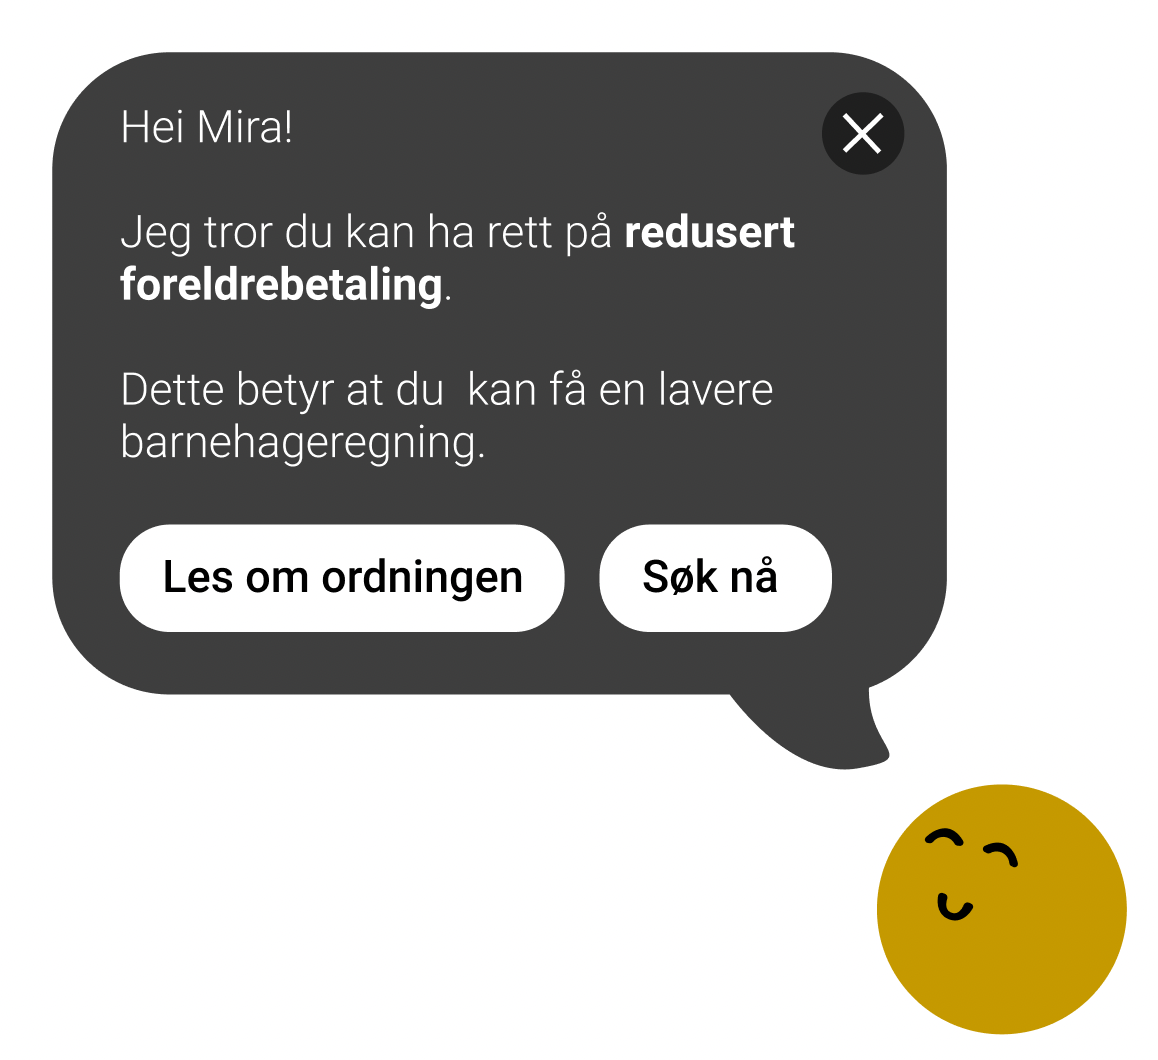 Hei Mira!
Jeg tror du kan ha rett på redusert
foreldrebetaling.
Dette betyr at du  kan få en lavere
barnehageregning.
Les om ordningen
Søk nå